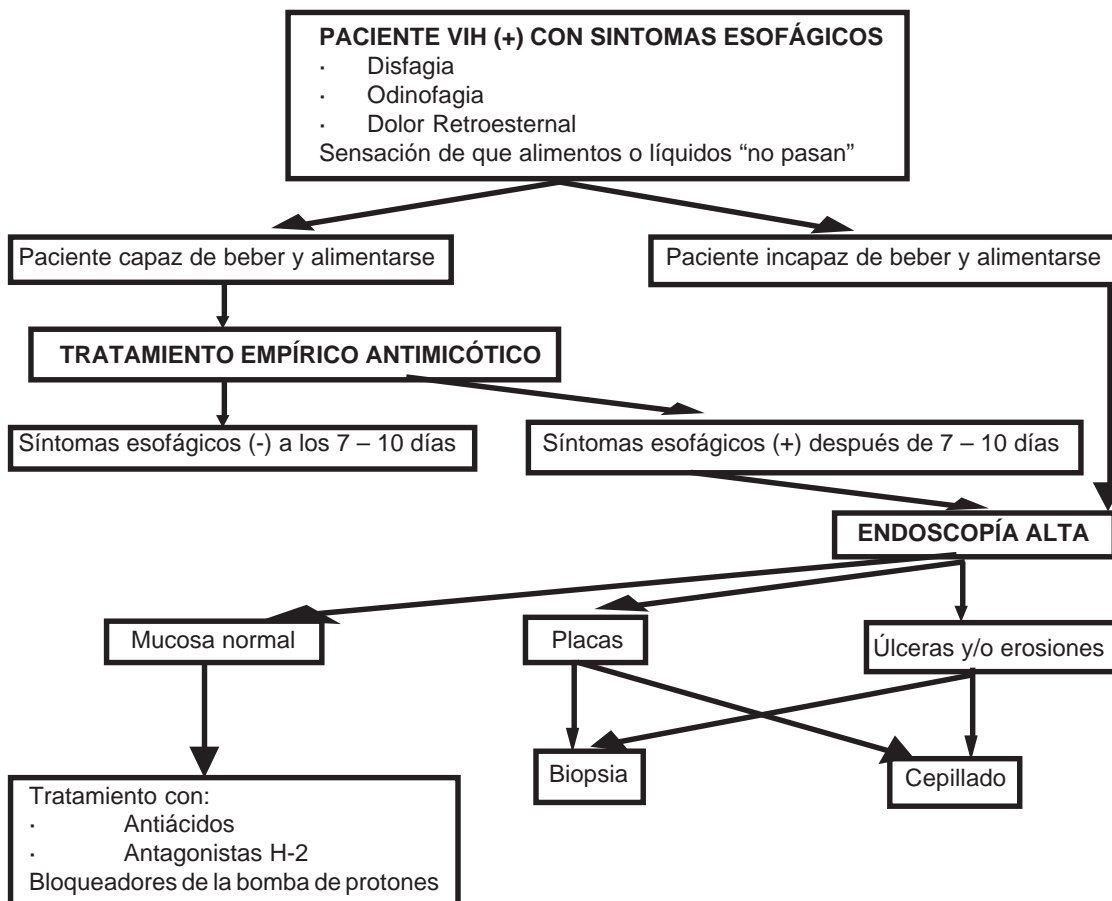 PACIENTE VIH (+) CON SINTOMAS ESOFÁGICOS
· Disfagia
· Odinofagia
· Dolor Retroesternal
Sensación de que alimentos o líquidos “no pasan”
Paciente capaz de beber y alimentarse
Paciente incapaz de beber y alimentarse
TRATAMIENTO EMPÍRICO ANTIMICÓTICO
Síntomas esofágicos (-) a los 7 – 10 días
Síntomas esofágicos (+) después de 7 – 10 días
ENDOSCOPÍA ALTA
Mucosa normal
Placas
Úlceras y/o erosiones
Biopsia
Cepillado
Tratamiento con:
· Antiácidos
· Antagonistas H-2
Bloqueadores de la bomba de protones